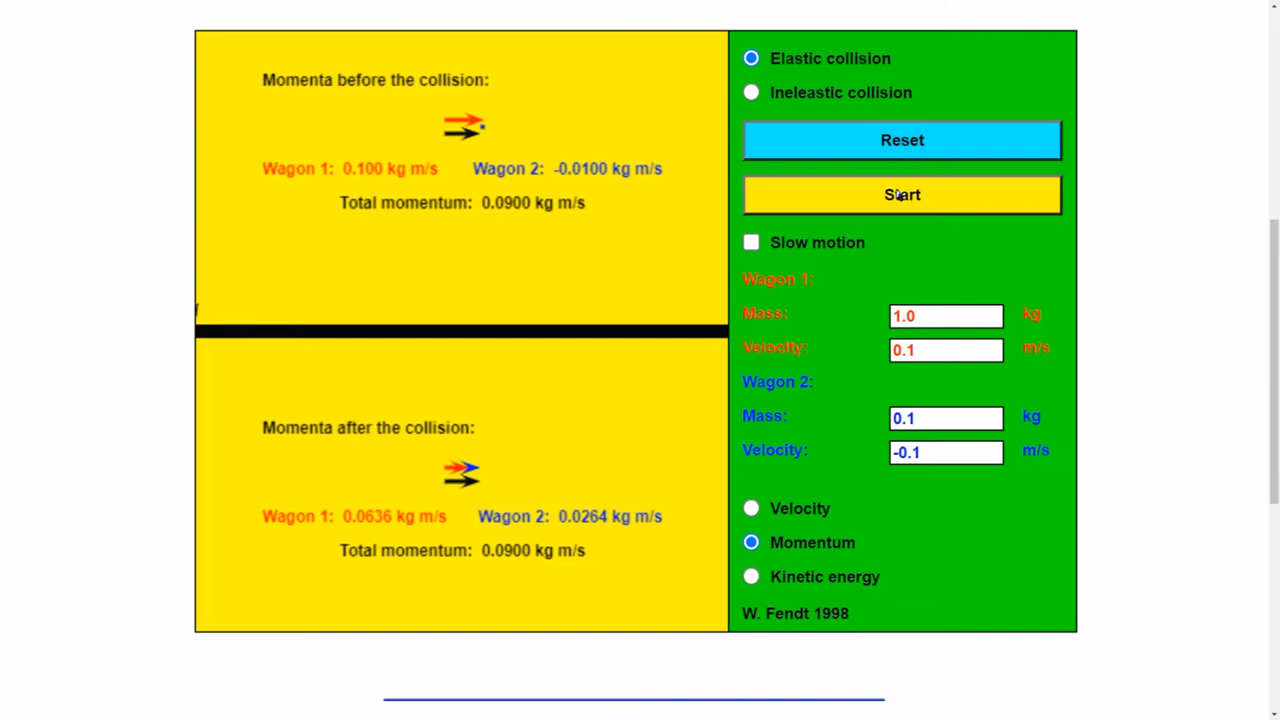 Momenta before the collision:
Wagon 1: 0.100 kg m/s Wagon 2: -0.0100 kg m/s
Total momentum: 0.0900 kg m/s
Momenta after the collision:
Wagon 1: 0.0636 kg m/s Wagon 2: 0.0264 kg m/s
Total momentum: 0.0900 kg m/s
Elastic collision
Ineleastic collision
Reset
Start
Slow motion
Wagon 1:
Mass: 1.0 kg
Velocity: 0.1 m/s
Wagon 2:
Mass: 0.1 kg
Velocity: -0.1 m/s
Velocity
Momentum
Kinetic energy
W. Fendt 1998